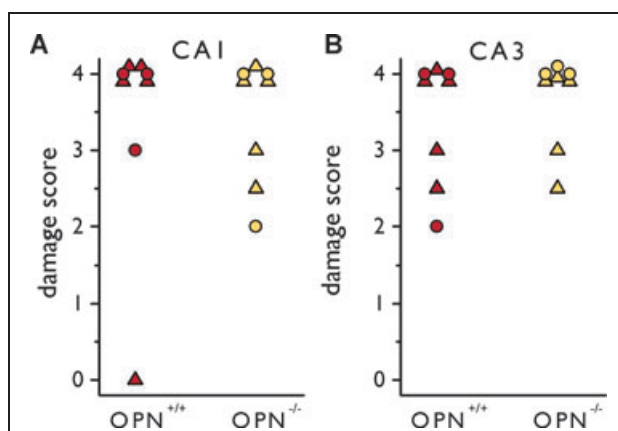 A
CA1
damage score
4
3
2
1
0
OPN+/+
OPN-/-
B
CA3
damage score
4
3
2
1
0
OPN+/+
OPN-/-